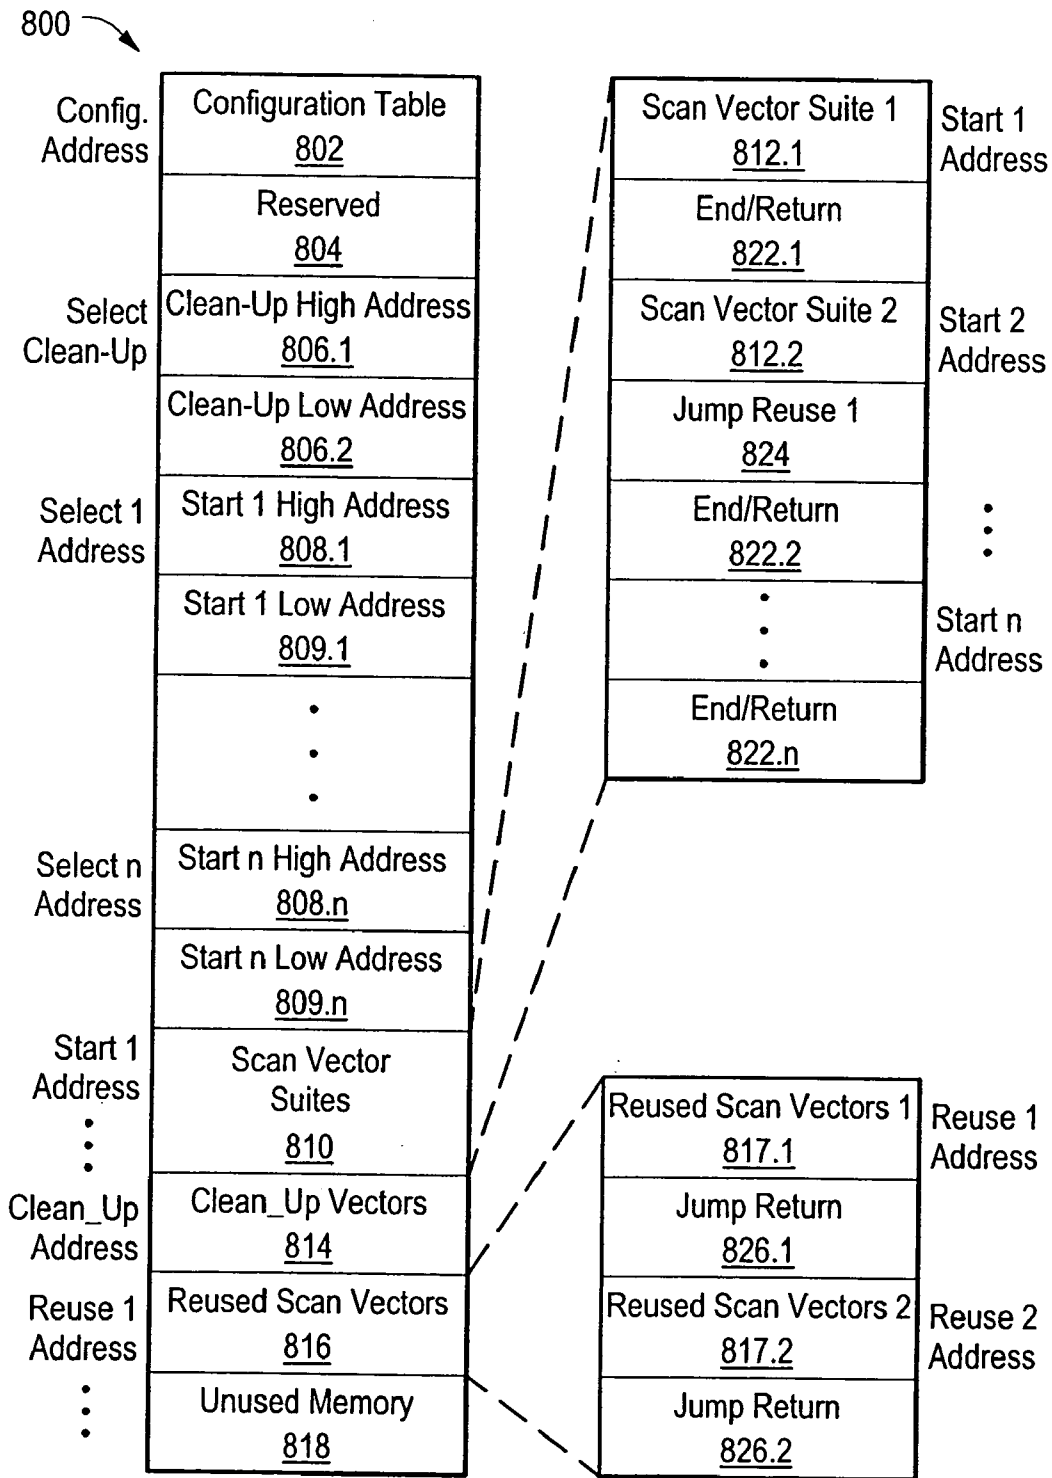 800
Config.
Address
Configuration Table
802
Reserved
804
Select
Clean-Up
Clean-Up High Address
806.1
Clean-Up Low Address
806.2
Select 1
Address
Start 1 High Address
808.1
Start 1 Low Address
809.1
Select n
Address
Start n High Address
808.n
Start n Low Address
809.n
Start 1
Address
Scan Vector
Suites
810
Clean_Up
Address
Clean_Up Vectors
814
Reuse 1
Address
Reused Scan Vectors
816
Unused Memory
818
Scan Vector Suite 1
812.1
Start 1
Address
End/Return
822.1
Scan Vector Suite 2
812.2
Start 2
Address
Jump Reuse 1
824
End/Return
822.2
Start n
Address
End/Return
822.n
Reused Scan Vectors 1
817.1
Reuse 1
Address
Jump Return
826.1
Reused Scan Vectors 2
817.2
Reuse 2
Address
Jump Return
826.2